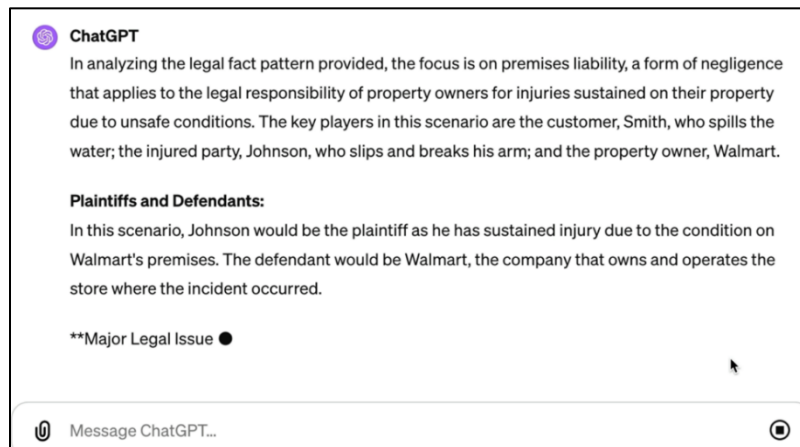 ChatGPT
In analyzing the legal fact pattern provided, the focus is on premises liability, a form of negligence
that applies to the legal responsibility of property owners for injuries sustained on their property
due to unsafe conditions. The key players in this scenario are the customer, Smith, who spills the
water; the injured party, Johnson, who slips and breaks his arm; and the property owner, Walmart.
Plaintiffs and Defendants:
In this scenario, Johnson would be the plaintiff as he has sustained injury due to the condition on
Walmart's premises. The defendant would be Walmart, the company that owns and operates the
store where the incident occurred.
**Major Legal Issue
Message ChatGPT...